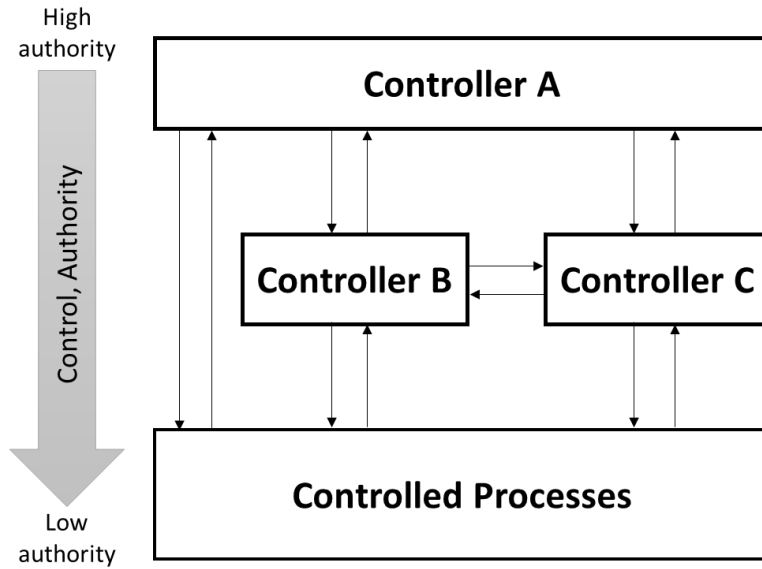 High
authority
Controller A
Control, Authority
Controller B
Controller C
Controlled Processes
Low
authority